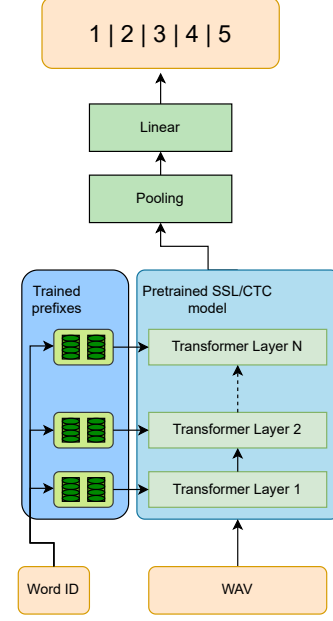 1 | 2 | 3 | 4 | 5
Linear
Pooling
Trained
prefixes
Pretrained SSL/CTC
model
Transformer Layer N
Transformer Layer 2
Transformer Layer 1
Word ID
WAV